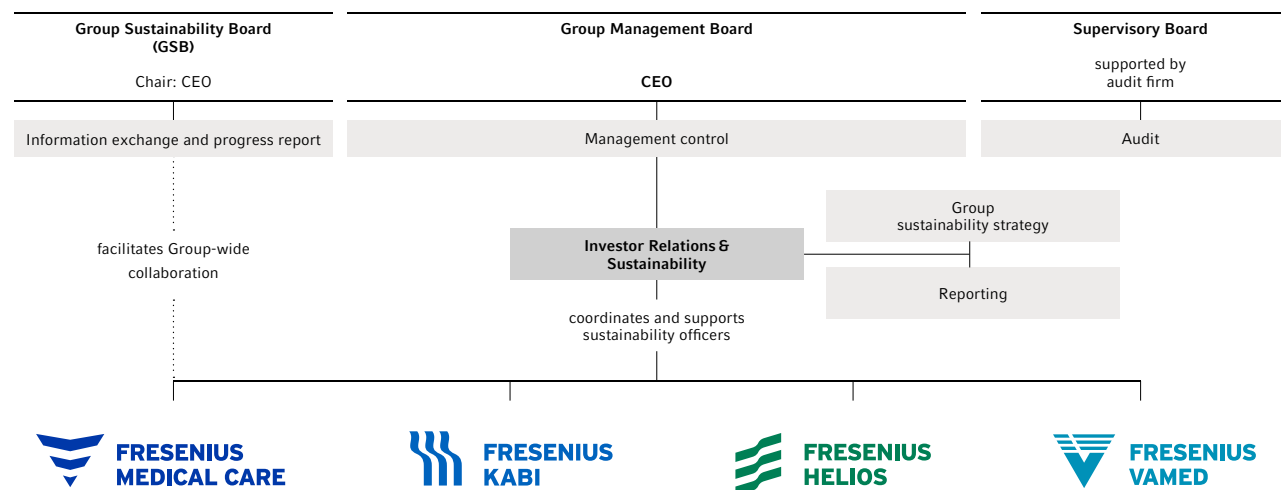 Group Sustainability Board
(GSB)
Chair: CEO
Information exchange and progress report
facilitates Group-wide
collaboration
Group Management Board
CEO
Management control
Investor Relations &
Sustainability
coordinates and supports
sustainability officers
Group
sustainability strategy
Reporting
Supervisory Board
supported by
audit firm
Audit
FRESENIUS
MEDICAL CARE
FRESENIUS
KABI
FRESENIUS
HELIOS
FRESENIUS
VAMED